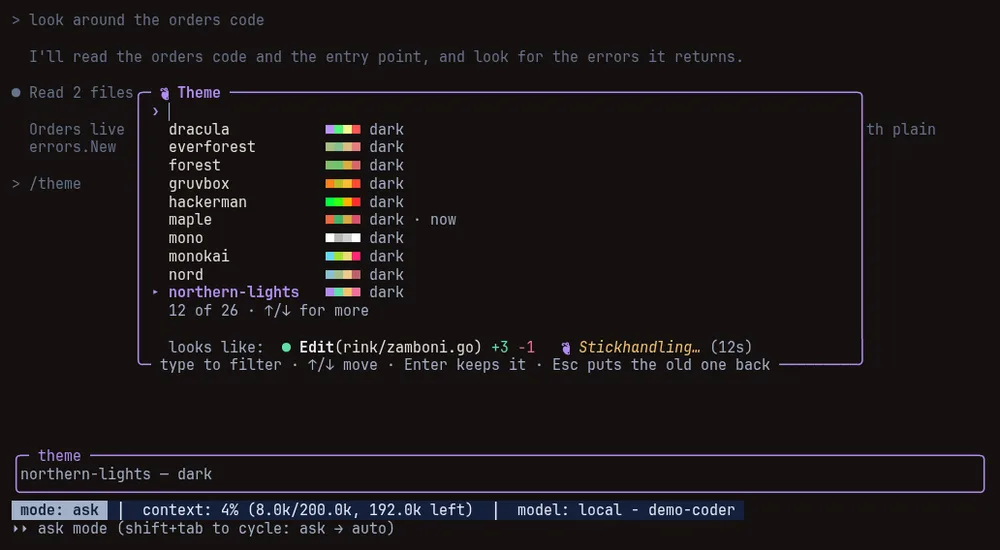 > look around the orders code
I'll read the orders code and the entry point, and look for the errors it returns.
● Read 2 files
Theme
❯
Orders live
th plain
errors.New
> /theme
dracula dark
everforest dark
forest dark
gruvbox dark
hackerman dark
maple dark · now
mono dark
monokai dark
nord dark
▸ northern-lights dark
12 of 26 · ↑/↓ for more
looks like: ● Edit(rink/zamboni.go) +3 -1 Stickhandling… (12s)
type to filter · ↑/↓ move · Enter keeps it · Esc puts the old one back
theme
northern-lights — dark
mode: ask | context: 4% (8.0k/200.0k, 192.0k left) | model: local - demo-coder
▸▸ ask mode (shift+tab to cycle: ask → auto)